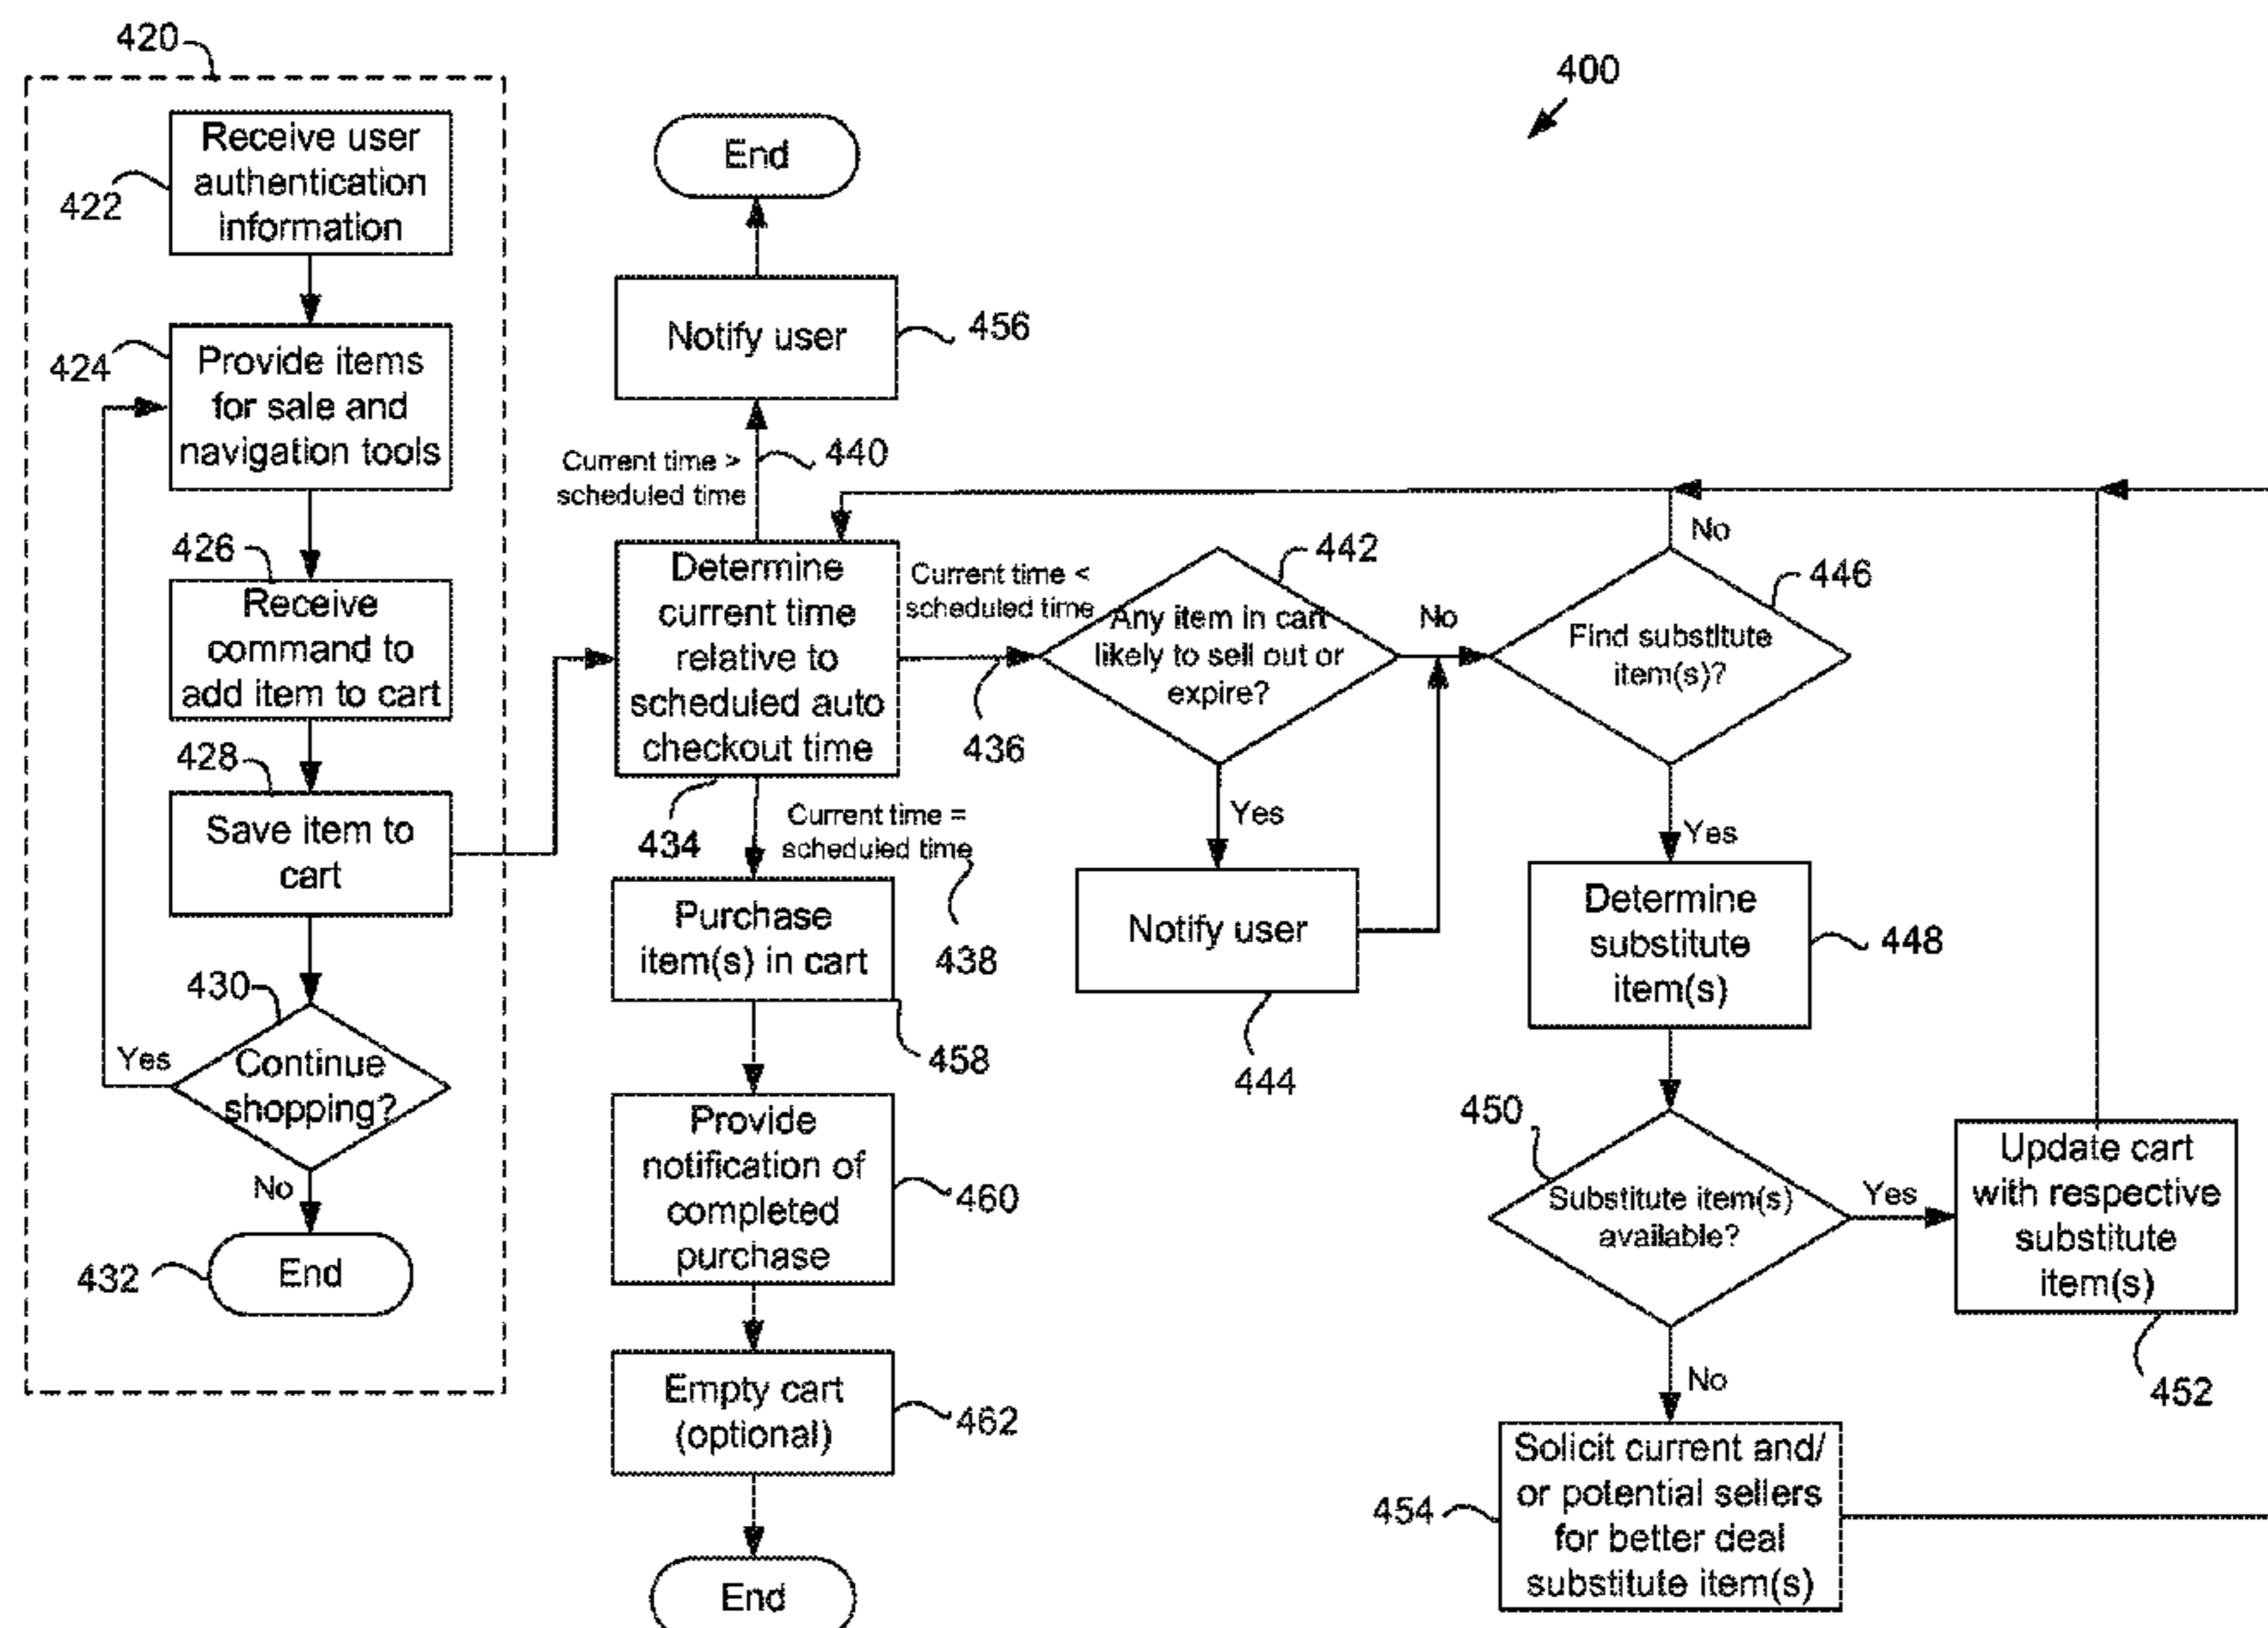 420
Receive user
authentication
information
422
Provide items
for sale and
navigation tools
424
426
Receive
command to
add item to cart
428
Save item to
cart
430
Continue
shopping?
Yes
No
432
End
400
End
Notify user
456
Current time >
scheduled time
440
Determine
current time
relative to
scheduled auto
checkout time
434
Current time <
scheduled time
436
Current time =
scheduled time
438
Purchase
item(s) in cart
458
Provide
notification of
completed
purchase
460
Empty cart
(optional)
462
End
442
Any item in cart
likely to sell out or
expire?
No
Yes
Notify user
444
446
Find substitute
item(s)?
No
Yes
Determine
substitute
item(s)
448
450
Substitute item(s)
available?
Yes
Update cart
with respective
substitute
item(s)
452
No
454
Solicit current and/
or potential sellers
for better deal
substitute item(s)